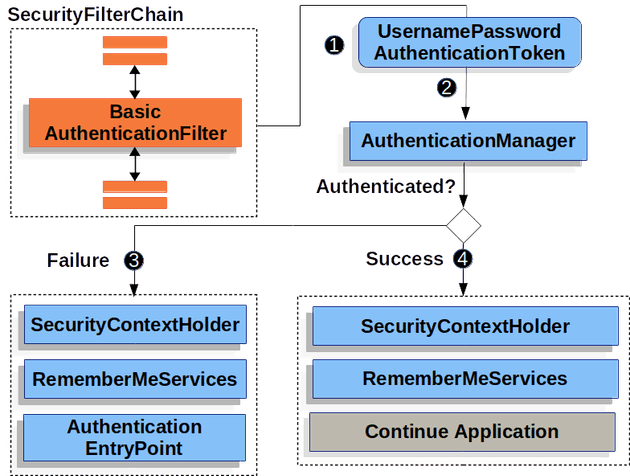 SecurityFilterChain
Basic
AuthenticationFilter
1
UsernamePassword
AuthenticationToken
2
AuthenticationManager
Authenticated?
Failure
3
Success
4
SecurityContextHolder
RememberMeServices
Authentication
EntryPoint
SecurityContextHolder
RememberMeServices
Continue Application